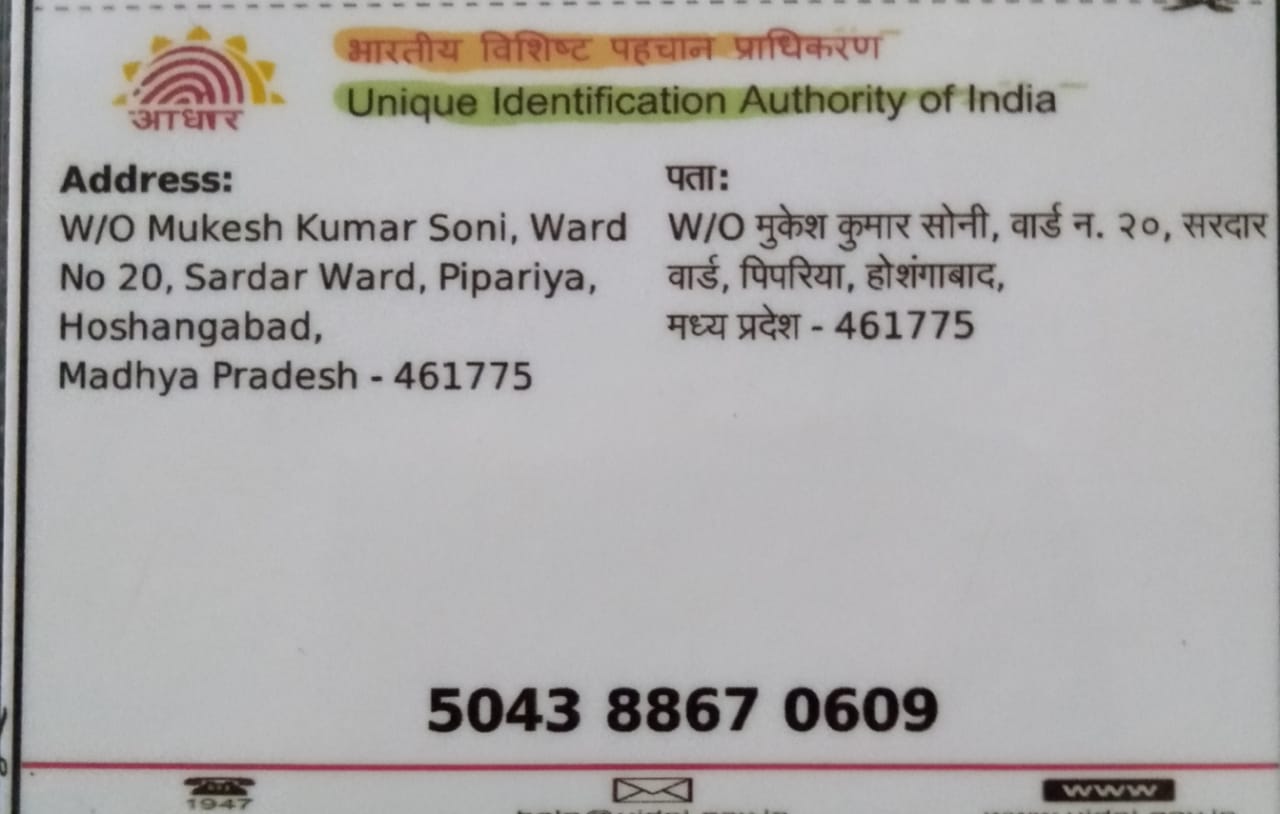 भारतीय विशिष्ट पहचान प्राधिकरण
Unique Identification Authority of India
आधार
Address:
W/O Mukesh Kumar Soni, Ward
No 20, Sardar Ward, Pipariya,
Hoshangabad,
Madhya Pradesh - 461775
पता:
W/O मुकेश कुमार सोनी, वार्ड न. २०, सरदार
वार्ड, पिपरिया, होशंगाबाद,
मध्य प्रदेश - 461775
5043 8867 0609
1947
www